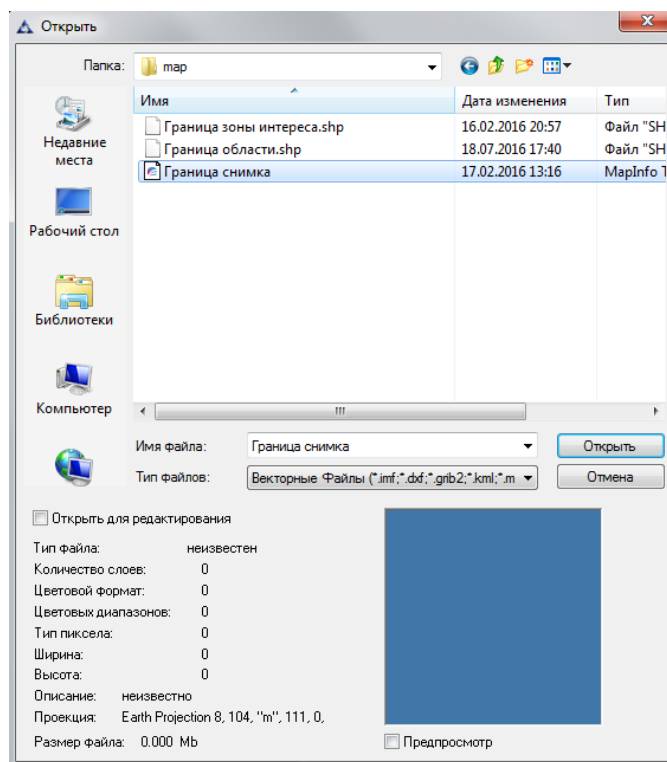 Открыть
Папка: map
Имя Дата изменения Тип
Граница зоны интереса.shp 16.02.2016 20:57 Файл "SH
Граница области.shp 18.07.2016 17:40 Файл "SH
Граница снимка 17.02.2016 13:16 MapInfo T
Недавние места
Рабочий стол
Библиотеки
Компьютер
Имя файла: Граница снимка Открыть
Тип файлов: Векторные Файлы (*.imf;*.dxf;*.grib2;*.kml;*.m Отмена
Открыть для редактирования
Тип файла: неизвестен
Количество слоев: 0
Цветовой формат: 0
Цветовых диапазонов: 0
Тип пиксела: 0
Ширина: 0
Высота: 0
Описание: неизвестно
Проекция: Earth Projection 8, 104, "m", 111, 0,
Размер файла: 0.000 Mb
Предпросмотр